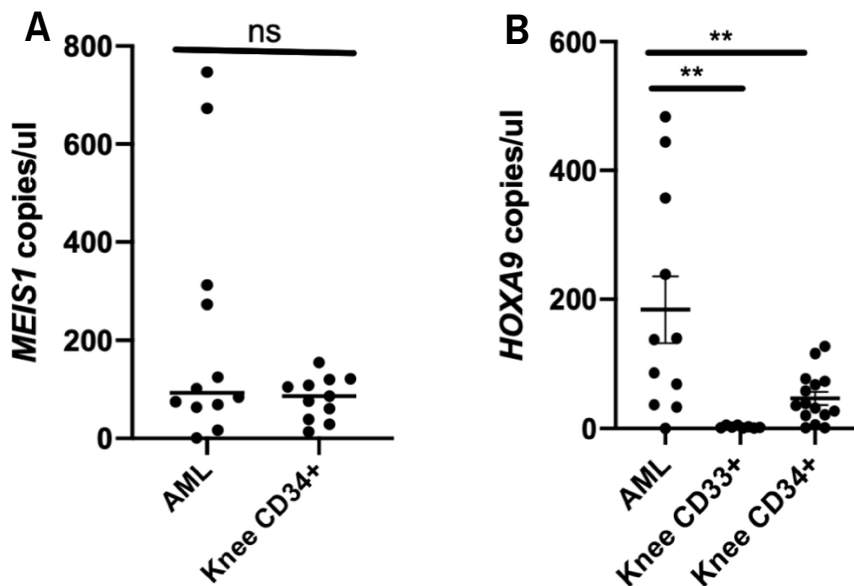 A
ns
MEIS1 copies/ul
800
600
400
200
0
AML
Knee CD34+
B
**
**
HOXA9 copies/ul
600
400
200
0
AML
Knee CD33+
Knee CD34+